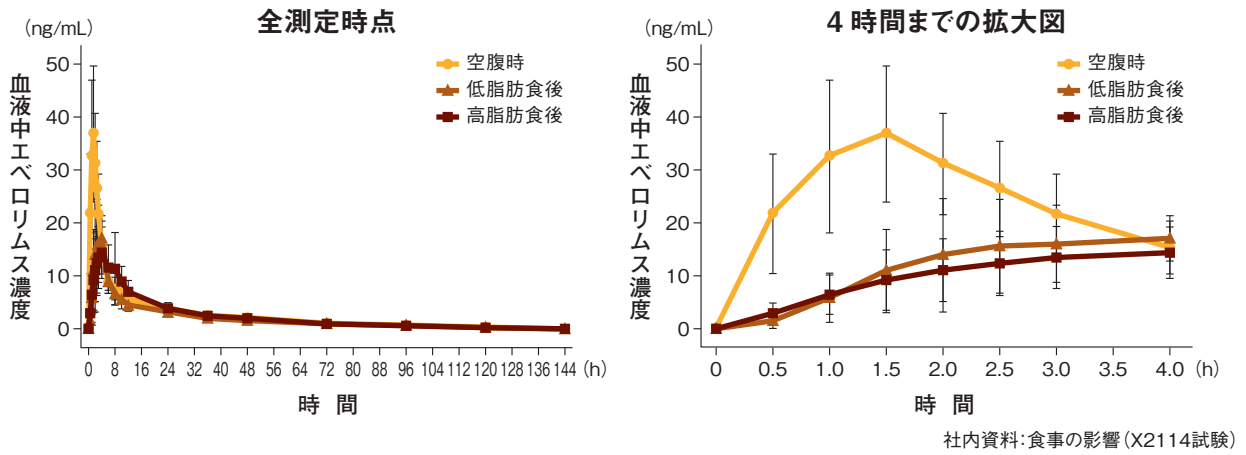 全測定時点
(ng/mL)
血液中エベロリムス濃度
50
40
30
20
10
0
空腹時
低脂肪食後
高脂肪食後
0 8 16 24 32 40 48 56 64 72 80 88 96 104 112 120 128 136 144 (h)
時 間
4時間までの拡大図
(ng/mL)
血液中エベロリムス濃度
50
40
30
20
10
0
空腹時
低脂肪食後
高脂肪食後
0 0.5 1.0 1.5 2.0 2.5 3.0 3.5 4.0 (h)
時 間
社内資料:食事の影響(X2114試験)